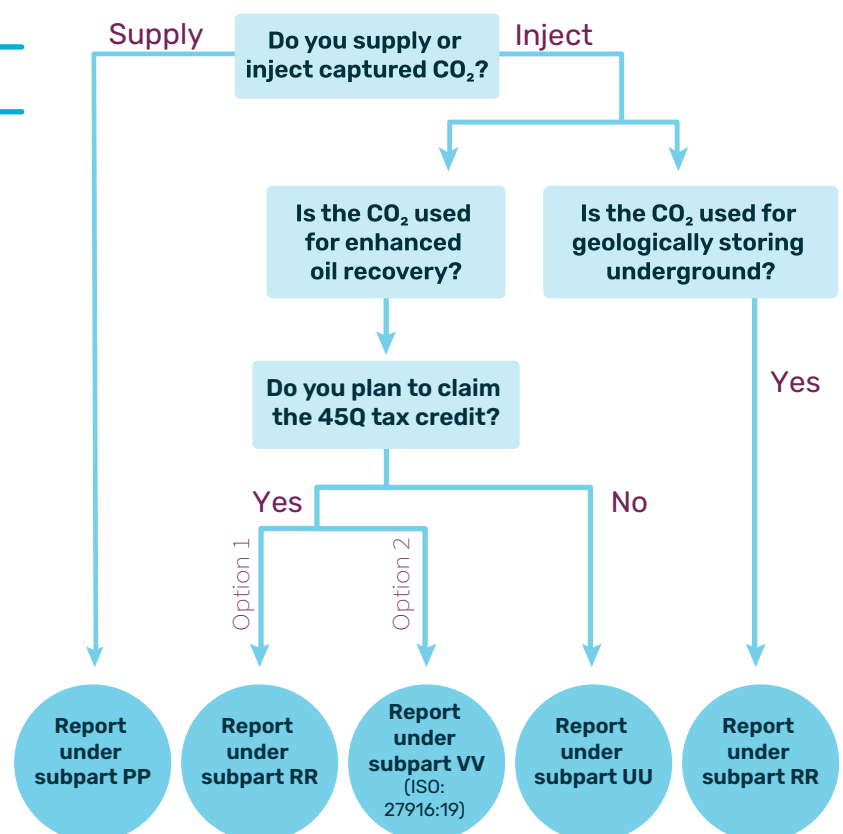 Supply
Do you supply or
inject captured CO₂?
Inject
Is the CO₂ used
for enhanced
oil recovery?
Is the CO₂ used for
geologically storing
underground?
Do you plan to claim
the 45Q tax credit?
Yes
Yes
No
Option 1
Option 2
Report
under
subpart PP
Report
under
subpart RR
Report
under
subpart VV
(ISO:
27916:19)
Report
under
subpart UU
Report
under
subpart RR